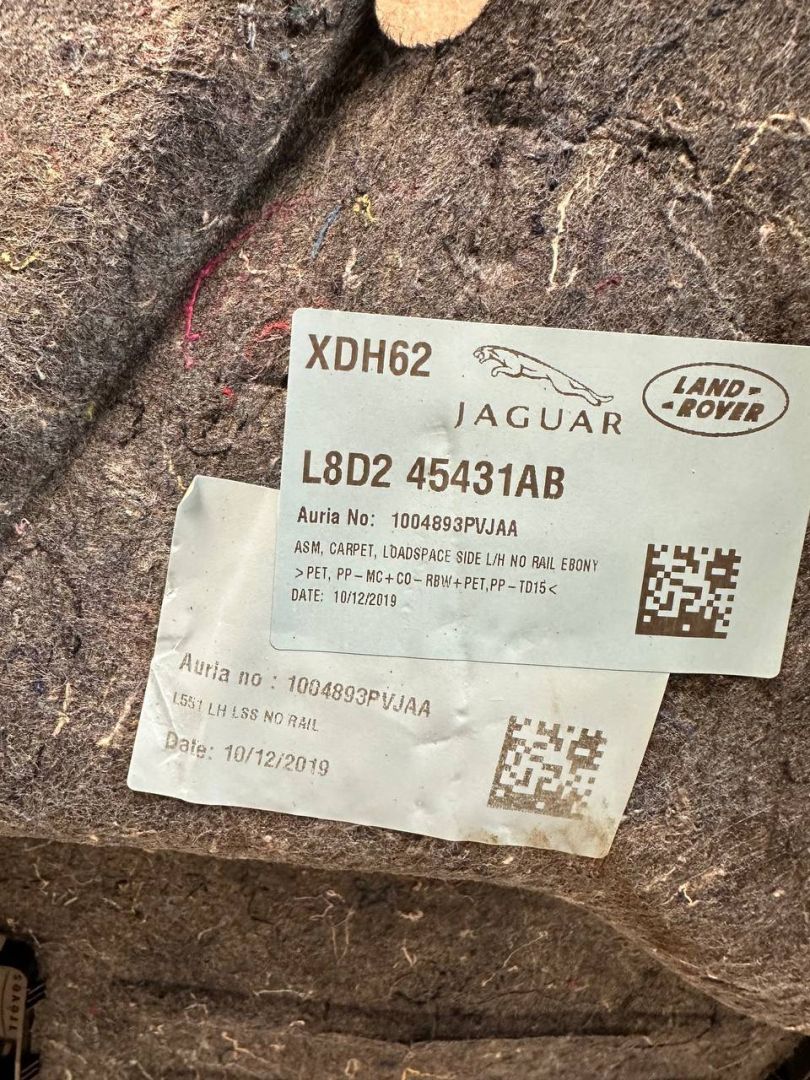 XDH62
JAGUAR
LAND-
-ROVER
L8D2 45431AB
Auria No: 1004893PVJAA
ASM, CARPET, LOADSPACE SIDE L/H NO RAIL EBONY
>PET, PP-MC+CO-RBW+PET,PP-TD15<
DATE: 10/12/2019
Auria no : 1004893PVJAA
L551 LH LSS NO RAIL
Date: 10/12/2019
Treves